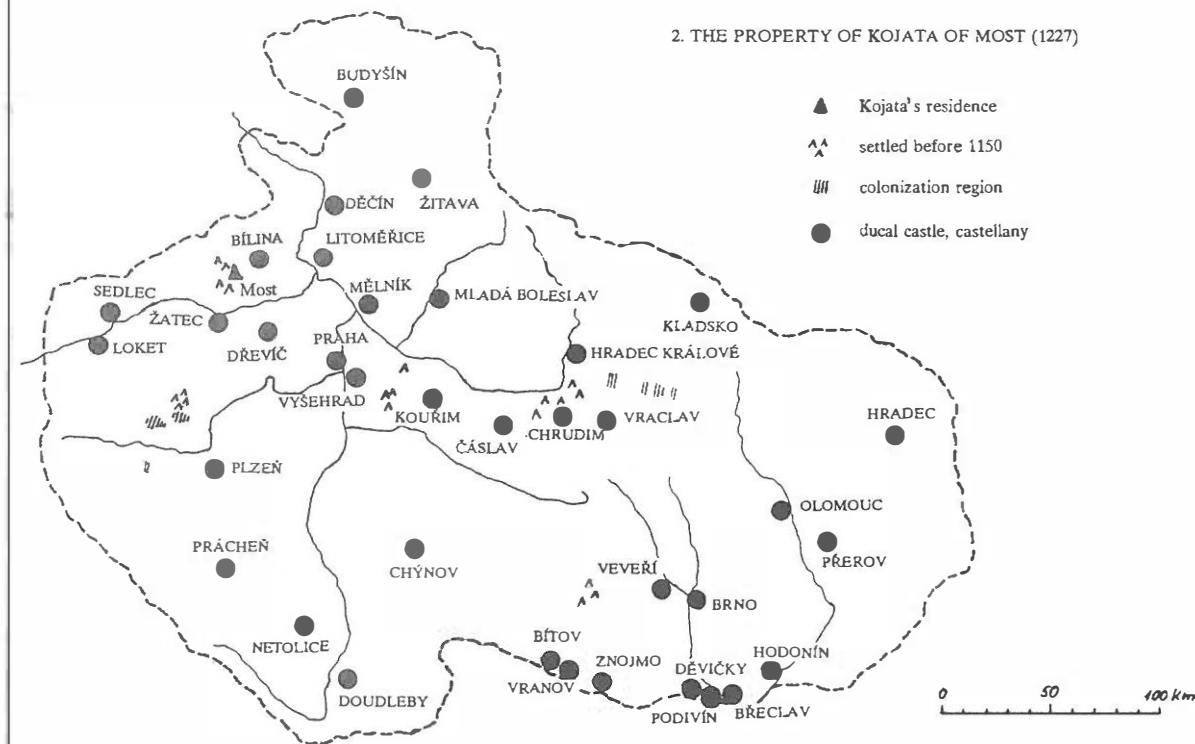 2. THE PROPERTY OF KOJATA OF MOST (1227)
Kojata's residence
settled before 1150
colonization region
ducal castle, castellany
BUDYŠÍN
DĚČÍN
ŽITAVA
BÍLINA
LITOMĚŘICE
Most
MĚLNÍK
MLADÁ BOLESLAV
SEDLEC
ŽATEC
KLADSKO
LOKET
DŘEVÍČ
PRAHA
HRADEC KRÁLOVÉ
VYŠEHRAD
KOUŘIM
ČÁSLAV
CHRUDIM
VRACLAV
HRADEC
PLZEŇ
OLOMOUC
PŘEROV
PRÁCHEŇ
CHÝNOV
VEVEŘÍ
BRNO
NETOLICE
BÍTOV
VRANOV
ZNOJMO
DĚVIČKY
HODONÍN
DOUDLEBY
PODIVÍN
BŘECLAV
0 50 100 Km